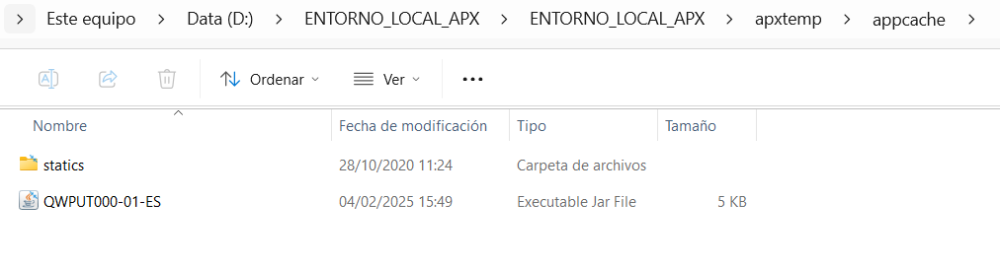 Este equipo > Data (D:) > ENTORNO_LOCAL_APX > ENTORNO_LOCAL_APX > apxtemp > appcache >
Ordenar Ver
Nombre Fecha de modificación Tipo Tamaño
statics 28/10/2020 11:24 Carpeta de archivos
QWPUT000-01-ES 04/02/2025 15:49 Executable Jar File 5 KB